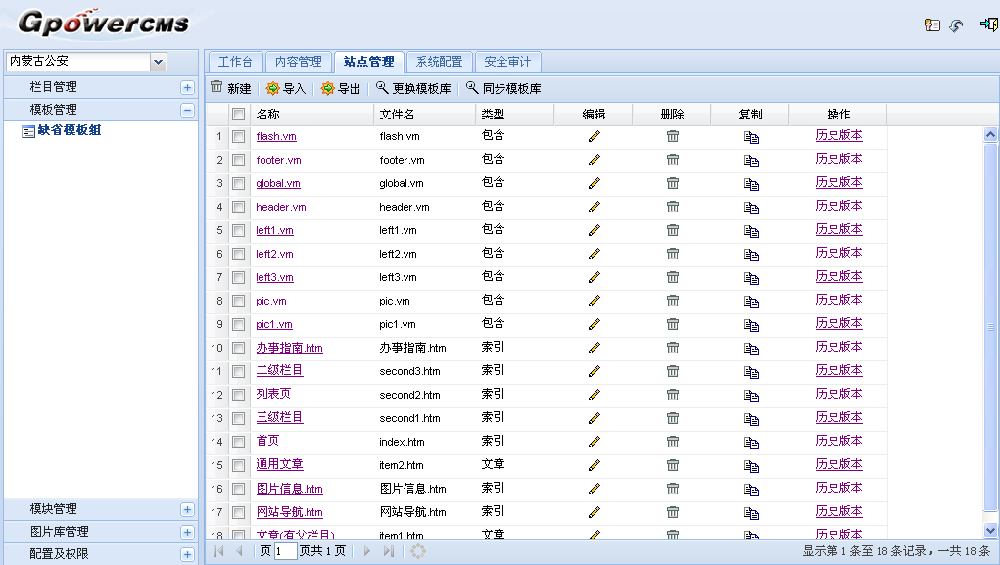 Gpowercms
内蒙古公安
栏目管理
模板管理
缺省模板组
模块管理
图片库管理
配置及权限
工作台 内容管理 站点管理 系统配置 安全审计
新建 导入 导出 更换模板库 同步模板库
名称 文件名 类型 编辑 删除 复制 操作
1 flash.vm flash.vm 包含 历史版本
2 footer.vm footer.vm 包含 历史版本
3 global.vm global.vm 包含 历史版本
4 header.vm header.vm 包含 历史版本
5 left1.vm left1.vm 包含 历史版本
6 left2.vm left2.vm 包含 历史版本
7 left3.vm left3.vm 包含 历史版本
8 pic.vm pic.vm 包含 历史版本
9 pic1.vm pic1.vm 包含 历史版本
10 办事指南.htm 办事指南.htm 索引 历史版本
11 二级栏目 second3.htm 索引 历史版本
12 列表页 second2.htm 索引 历史版本
13 三级栏目 second1.htm 索引 历史版本
14 首页 index.htm 索引 历史版本
15 通用文章 item2.htm 文章 历史版本
16 图片信息.htm 图片信息.htm 索引 历史版本
17 网站导航.htm 网站导航.htm 索引 历史版本
18 文章(有父栏目) item1.htm 文章 历史版本
页 1 页共 1 页
显示第 1 条至 18 条记录，一共 18 条